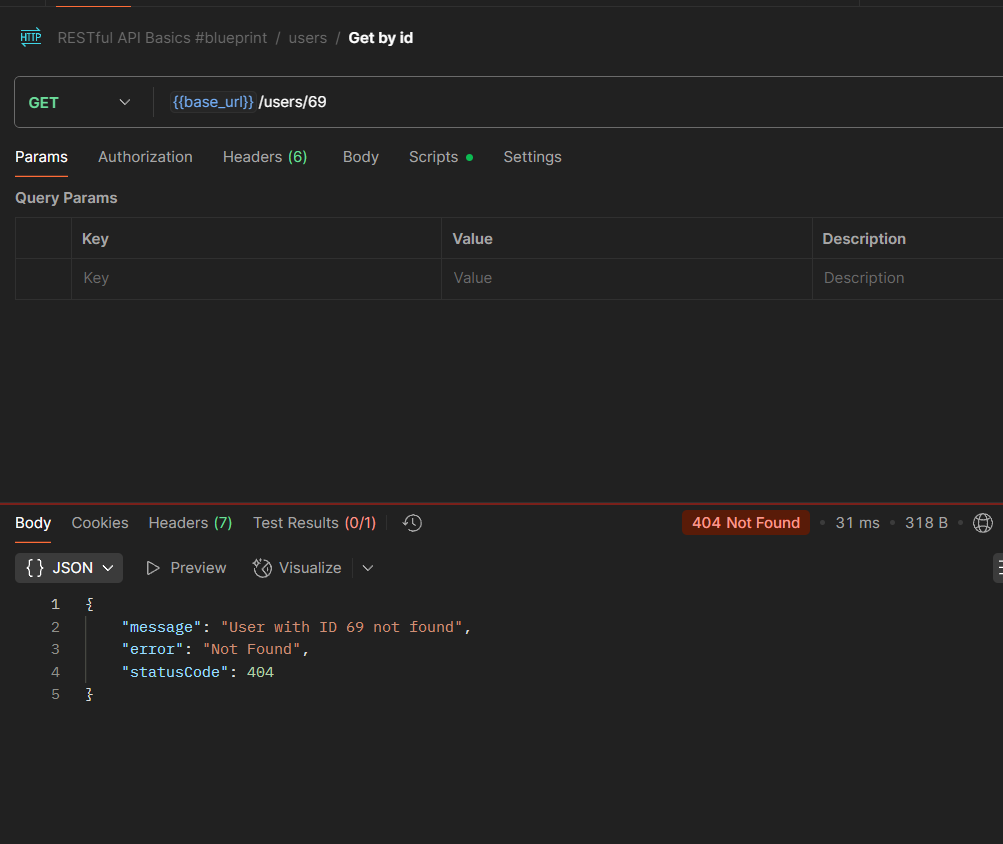 HTTP RESTful API Basics #blueprint / users / Get by id
GET {{base_url}} /users/69
Params Authorization Headers (6) Body Scripts Settings
Query Params
Key Value Description
Key Value Description
Body Cookies Headers (7) Test Results (0/1) 404 Not Found 31 ms 318 B
{} JSON Preview Visualize
1 {
2 "message": "User with ID 69 not found",
3 "error": "Not Found",
4 "statusCode": 404
5 }